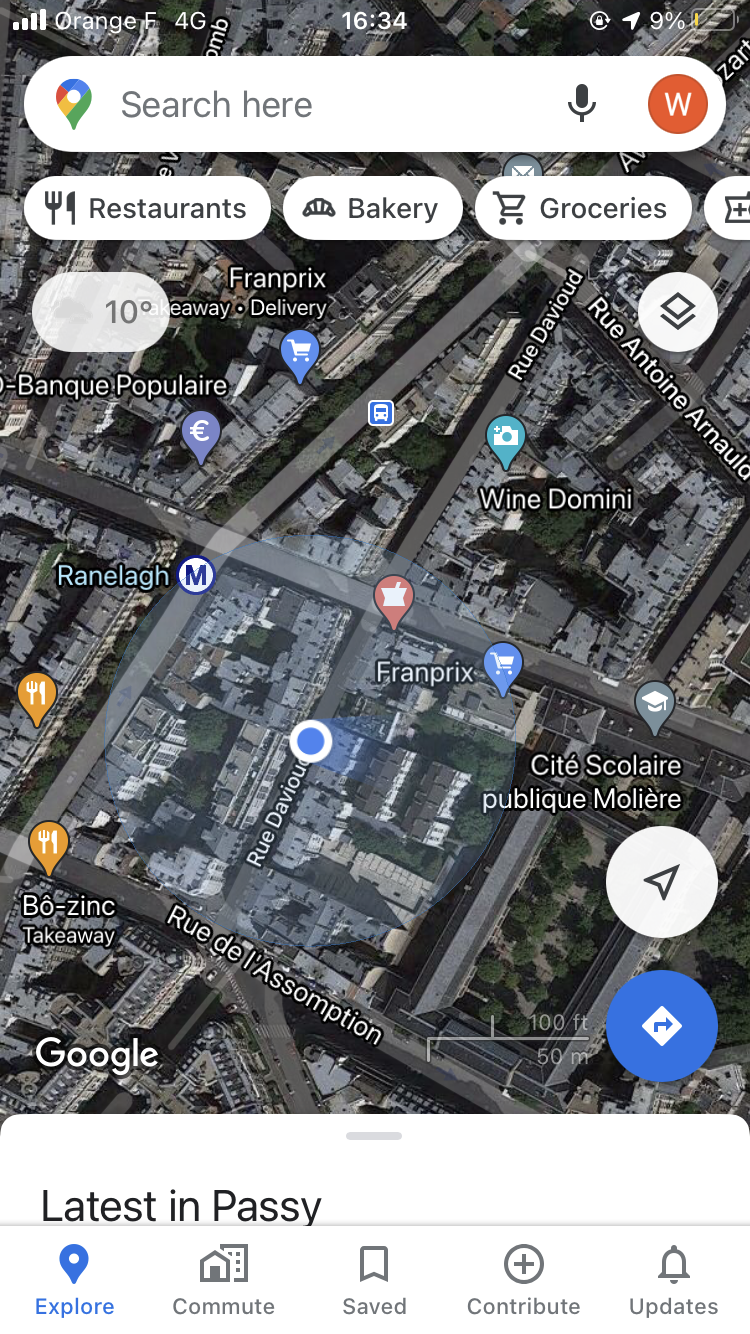 Orange F 4G 16:34 9%
Search here
W
Restaurants
Bakery
Groceries
Franprix
10°
keaway • Delivery
Rue Davioud
Rue Antoine Arnauld
-Banque Populaire
€
Wine Domini
Ranelagh
M
Franprix
Cité Scolaire
publique Molière
Rue Davioud
Bô-zinc
Takeaway
Rue de l'Assomption
100 ft
50 m
Google
Latest in Passy
Explore
Commute
Saved
Contribute
Updates